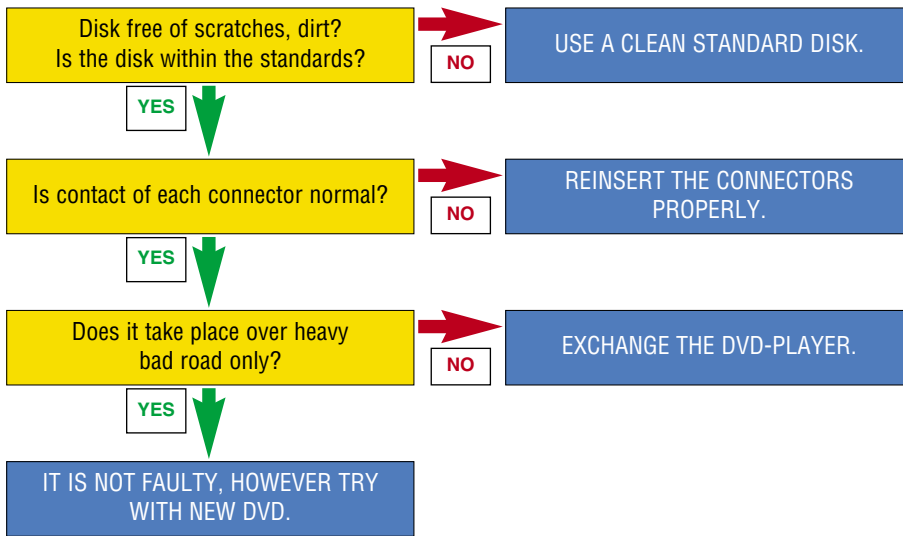 Disk free of scratches, dirt?
Is the disk within the standards?
NO
USE A CLEAN STANDARD DISK.
YES
Is contact of each connector normal?
NO
REINSERT THE CONNECTORS
PROPERLY.
YES
Does it take place over heavy
bad road only?
NO
EXCHANGE THE DVD-PLAYER.
YES
IT IS NOT FAULTY, HOWEVER TRY
WITH NEW DVD.